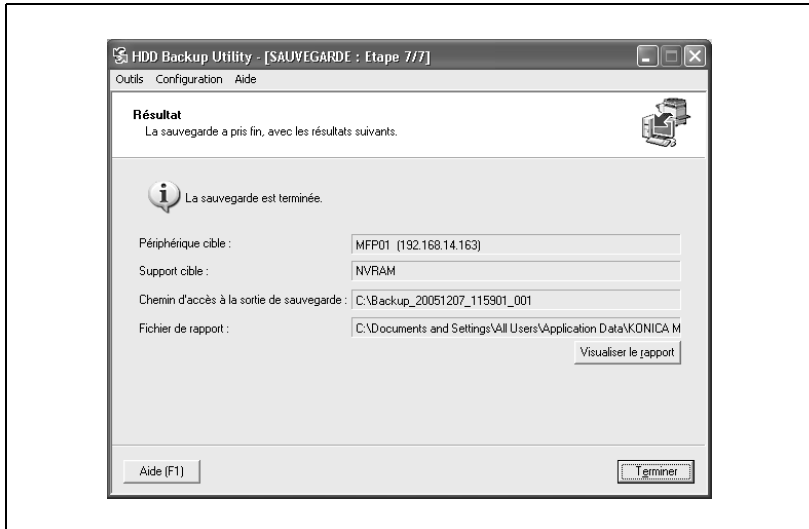 HDD Backup Utility - [SAUVEGARDE : Etape 7/7]
Outils Configuration Aide
Résultat
La sauvegarde a pris fin, avec les résultats suivants.
La sauvegarde est terminée.
Périphérique cible : MFP01 (192.168.14.163)
Support cible : NVRAM
Chemin d'accès à la sortie de sauvegarde : C:\Backup_20051207_115901_001
Fichier de rapport : C:\Documents and Settings\All Users\Application Data\KONICA M
Visualiser le rapport
Aide (F1) Terminer